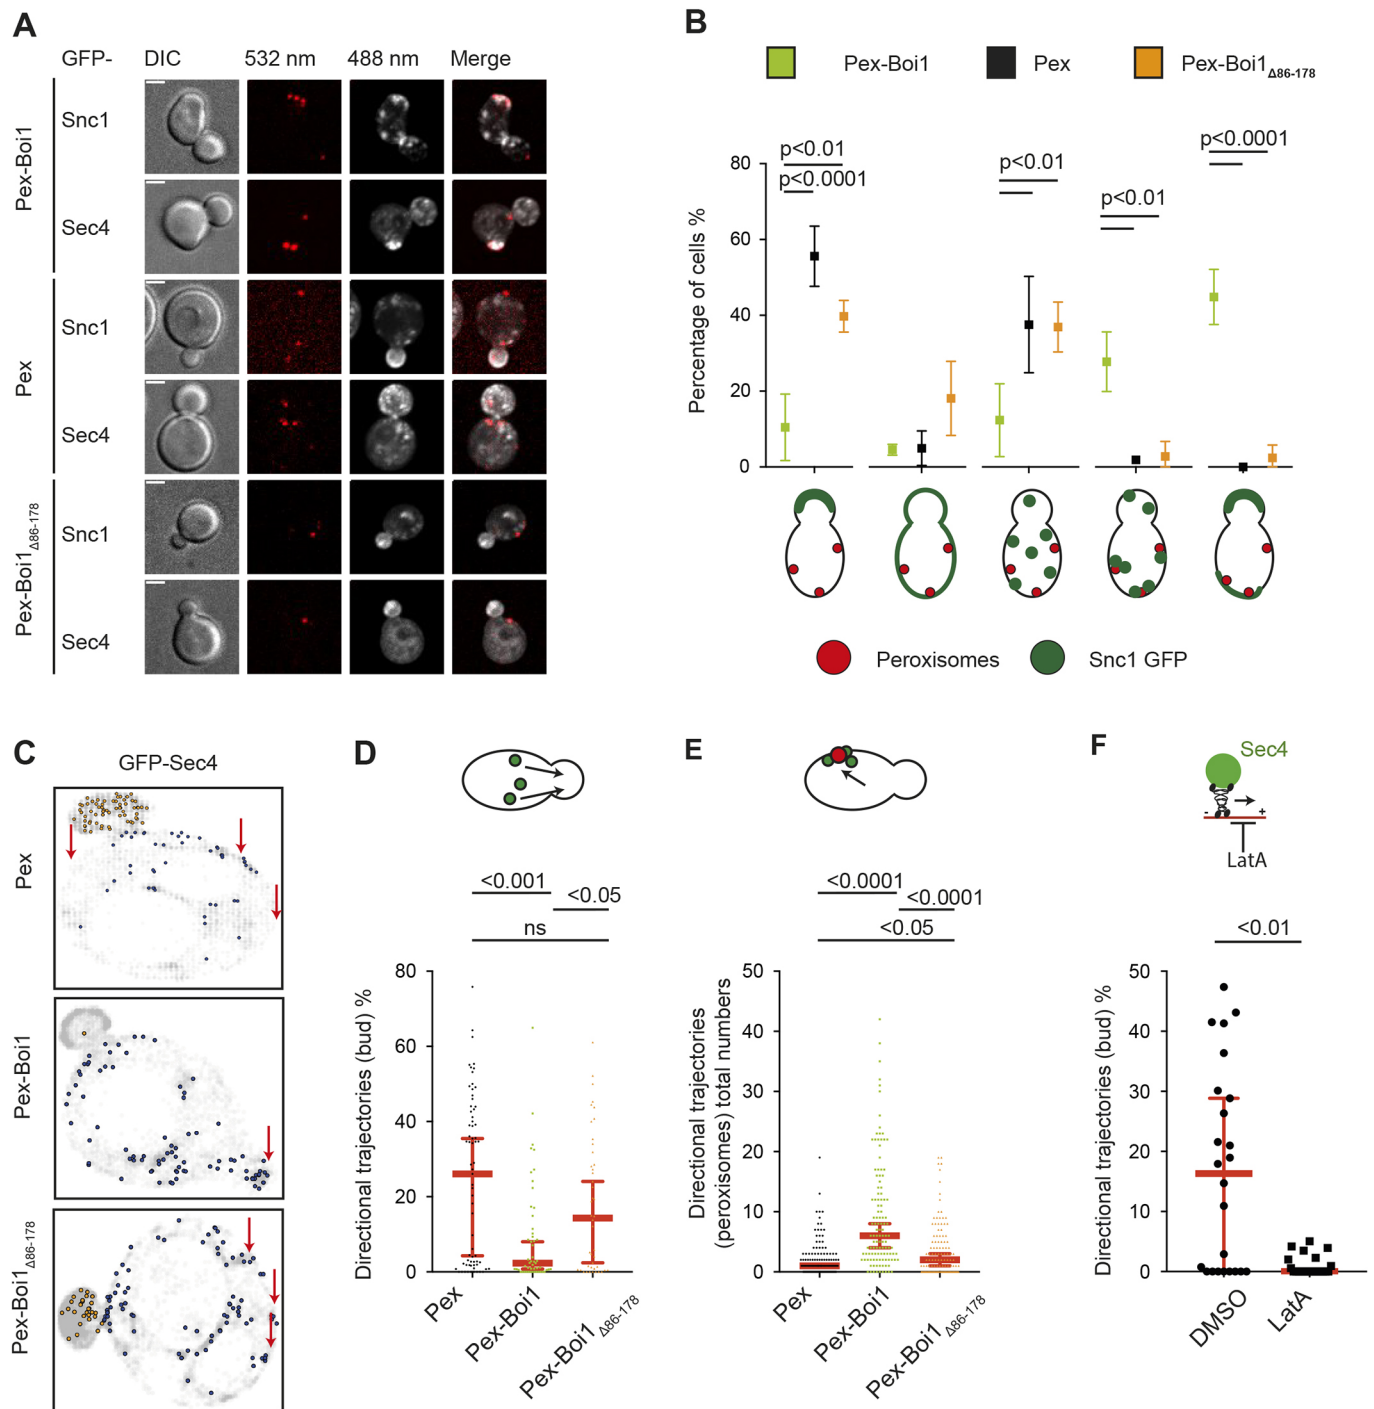 A
GFP- DIC 532 nm 488 nm Merge
Pex-Boi1
Snc1
Sec4
Pex
Snc1
Sec4
Pex-Boi1Δ86-178
Snc1
Sec4
B
Pex-Boi1 Pex Pex-Boi1Δ86-178
Percentage of cells %
80
60
40
20
0
p<0.01
p<0.0001
p<0.01
p<0.01
p<0.0001
Peroxisomes Snc1 GFP
C
GFP-Sec4
Pex
Pex-Boi1
Pex-Boi1Δ86-178
D
<0.001
<0.05
ns
Directional trajectories (bud) %
80
60
40
20
0
Pex
Pex-Boi1
Pex-Boi1Δ86-178
E
<0.0001
<0.0001
<0.05
Directional trajectories
(peroxisomes) total numbers
50
40
30
20
10
0
Pex
Pex-Boi1
Pex-Boi1Δ86-178
F
Sec4
- +
LatA
<0.01
Directional trajectories (bud) %
50
40
30
20
10
0
DMSO
LatA